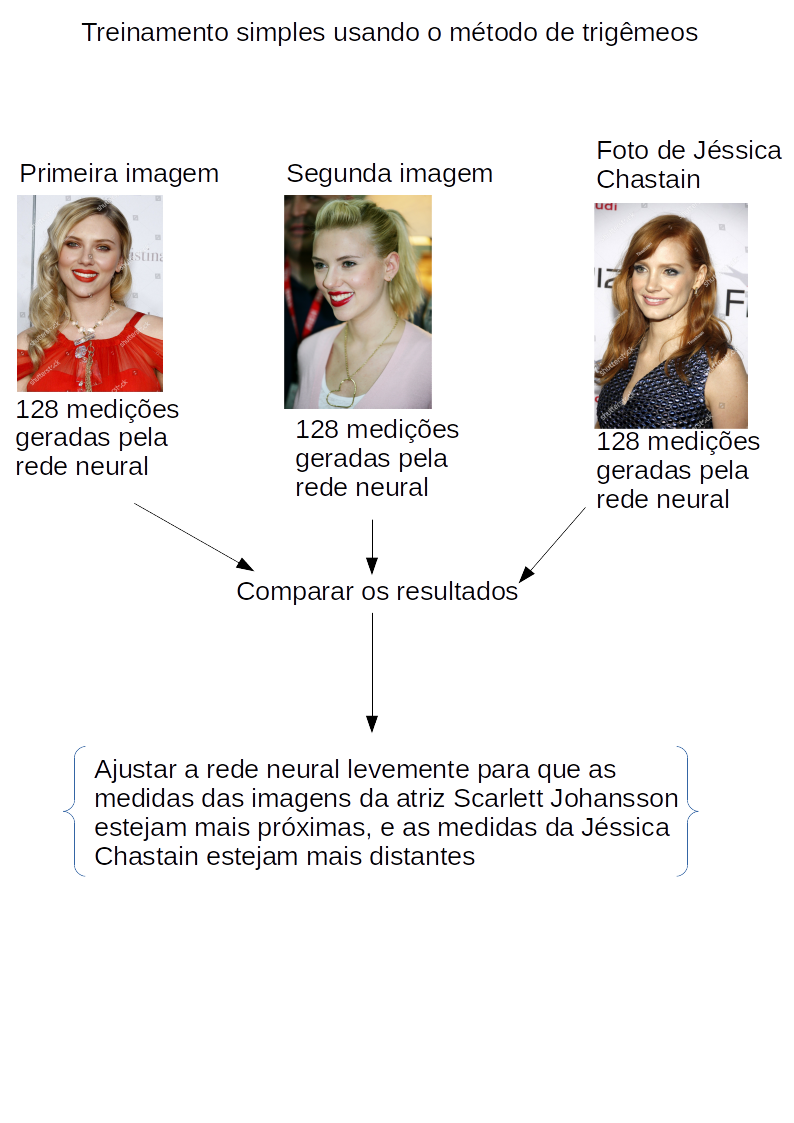 Treinamento simples usando o método de trigêmeos
Primeira imagem
Segunda imagem
Foto de Jéssica
Chastain
128 medições
geradas pela
rede neural
128 medições
geradas pela
rede neural
128 medições
geradas pela
rede neural
Comparar os resultados
Ajustar a rede neural levemente para que as
medidas das imagens da atriz Scarlett Johansson
estejam mais próximas, e as medidas da Jéssica
Chastain estejam mais distantes